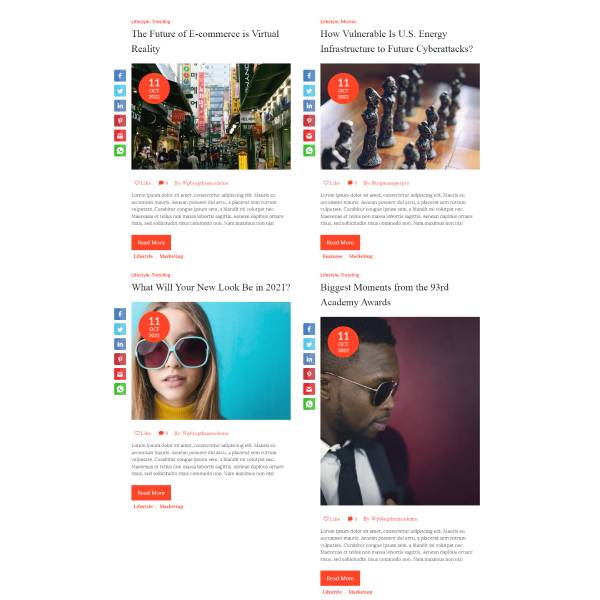 Lifestyle, Trending
The Future of E-commerce is Virtual
Reality
11
OCT
2022
Like 0 By Wpblogthemedemo
Lorem ipsum dolor sit amet, consectetur adipiscing elit. Mauris eu
accumsan mauris. Aenean posuere dui arcu, a placerat sem rutrum
vulputate. Curabitur congue ipsum sem, a blandit mi volutpat nec.
Maecenas et tellus non massa lobortis sagittis. Aenean dapibus ornare
risus, sed sollicitudin risus commodo non. Nam maximus non nisl
Read More
Lifestyle , Marketing
Lifestyle, Movies
How Vulnerable Is U.S. Energy
Infrastructure to Future Cyberattacks?
11
OCT
2022
Like 0 By
Lorem ipsum dolor sit amet, consectetur adipiscing elit. Mauris eu
accumsan mauris. Aenean posuere dui arcu, a placerat sem rutrum
vulputate. Curabitur congue ipsum sem, a blandit mi volutpat nec.
Maecenas et tellus non massa lobortis sagittis. Aenean dapibus ornare
risus, sed sollicitudin risus commodo non. Nam maximus non nisl
Read More
Business , Marketing
Lifestyle, Trending
What Will Your New Look Be in 2021?
11
OCT
2022
Like 0 By Wpblogthemedemo
Lorem ipsum dolor sit amet, consectetur adipiscing elit. Mauris eu
accumsan mauris. Aenean posuere dui arcu, a placerat sem rutrum
vulputate. Curabitur congue ipsum sem, a blandit mi volutpat nec.
Maecenas et tellus non massa lobortis sagittis. Aenean dapibus ornare
risus, sed sollicitudin risus commodo non. Nam maximus non nisl
Read More
Lifestyle , Marketing
Lifestyle, Trending
Biggest Moments from the 93rd
Academy Awards
11
OCT
2022
Like 0 By Wpblogthemedemo
Lorem ipsum dolor sit amet, consectetur adipiscing elit. Mauris eu
accumsan mauris. Aenean posuere dui arcu, a placerat sem rutrum
vulputate. Curabitur congue ipsum sem, a blandit mi volutpat nec.
Maecenas et tellus non massa lobortis sagittis. Aenean dapibus ornare
risus, sed sollicitudin risus commodo non. Nam maximus non nisl
Read More
Lifestyle , Marketing